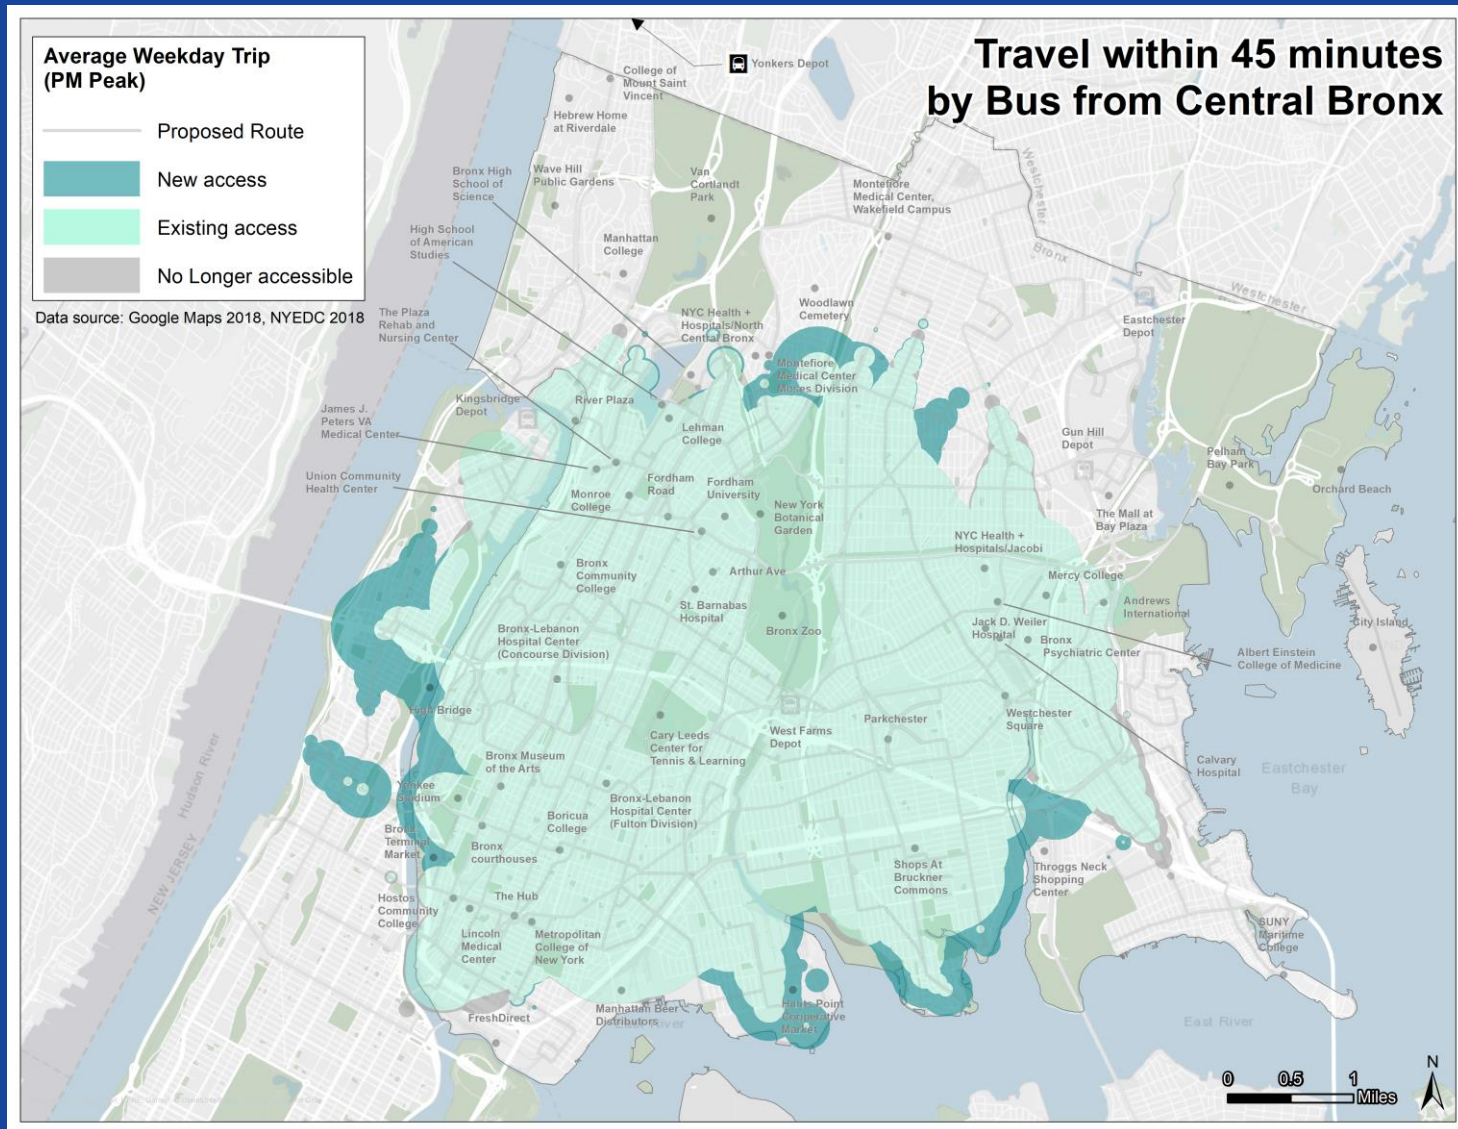 Travel within 45 minutes
by Bus from Central Bronx
Average Weekday Trip
(PM Peak)
Proposed Route
New access
Existing access
No Longer accessible
Data source: Google Maps 2018, NYEDC 2018
Yonkers Depot
College of
Mount Saint
Vincent
Hebrew Home
at Riverdale
Bronx High
School of
Science
Wave Hill
Public Gardens
Van
Cortlandt
Park
Montefiore
Medical Center,
Wakefield Campus
Westchester
Bronx
Westchester
High School
of American
Studies
Manhattan
College
Woodlawn
Cemetery
Eastchester
Depot
The Plaza
Rehab and
Nursing Center
NYC Health +
Hospitals/North
Central Bronx
Montefiore
Medical Center
Moses Division
Kingsbridge
Depot
River Plaza
James J.
Peters VA
Medical Center
Lehman
College
Gun Hill
Depot
Pelham
Bay Park
Orchard Beach
Union Community
Health Center
Monroe
College
Fordham
Road
Fordham
University
New York
Botanical
Garden
The Mall at
Bay Plaza
NYC Health +
Hospitals/Jacobi
Bronx
Community
College
Arthur Ave
Mercy College
St. Barnabas
Hospital
Bronx Zoo
Andrews
International
City Island
Jack D. Weiler
Hospital
Bronx
Psychiatric Center
Albert Einstein
College of Medicine
Bronx-Lebanon
Hospital Center
(Concourse Division)
High Bridge
Cary Leeds
Center for
Tennis & Learning
West Farms
Depot
Parkchester
Westchester
Square
Calvary
Hospital
Eastchester
Bay
Hudson River
NEW JERSEY
Bronx Museum
of the Arts
Yankee
Stadium
Bronx-Lebanon
Hospital Center
(Fulton Division)
Boricua
College
Bronx
Terminal
Market
Bronx
courthouses
Shops At
Bruckner
Commons
Throggs Neck
Shopping
Center
Hostos
Community
College
The Hub
Lincoln
Medical
Center
Metropolitan
College of
New York
SUNY
Maritime
College
FreshDirect
Manhattan Beer
Distributors
River
Hunts Point
Cooperative
Market
East River
0 0.5 1
Miles
N